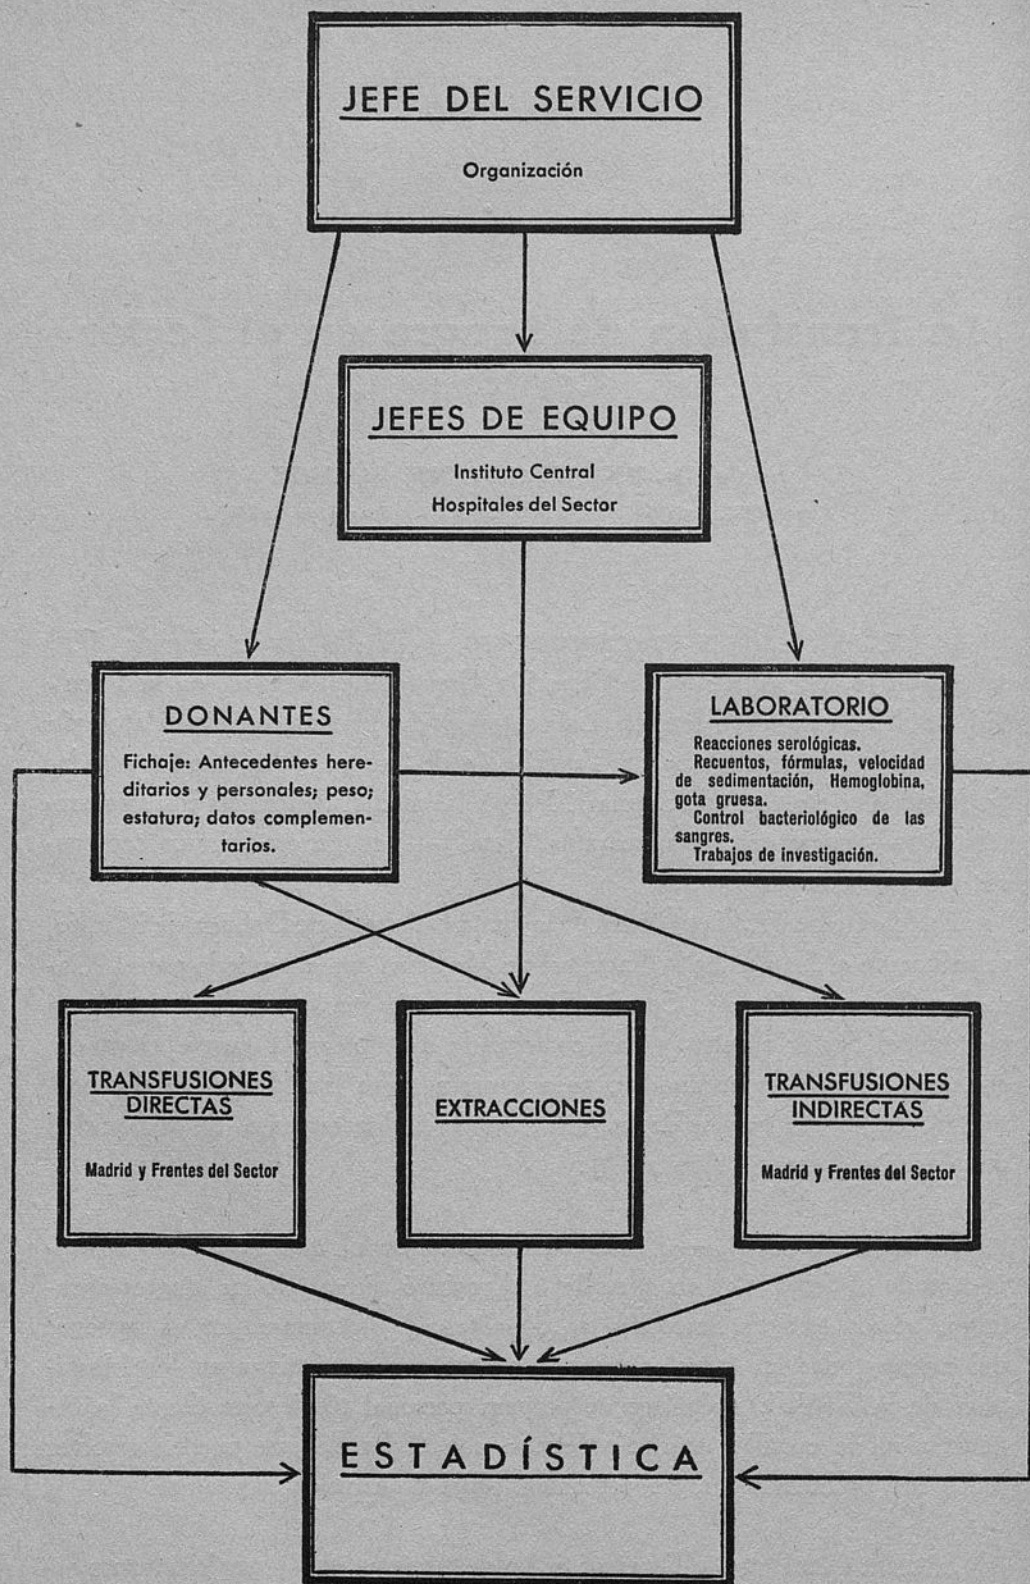 JEFE DEL SERVICIO
Organización
JEFES DE EQUIPO
Instituto Central
Hospitales del Sector
DONANTES
Fichaje: Antecedentes here-
ditarios y personales; peso;
estatura; datos complemen-
tarios.
LABORATORIO
Reacciones serológicas.
Recuentos, fórmulas, velocidad
de sedimentación, Hemoglobina,
gota gruesa.
Control bacteriológico de las
sangres.
Trabajos de investigación.
TRANSFUSIONES
DIRECTAS
Madrid y Frentes del Sector
EXTRACCIONES
TRANSFUSIONES
INDIRECTAS
Madrid y Frentes del Sector
ESTADÍSTICA